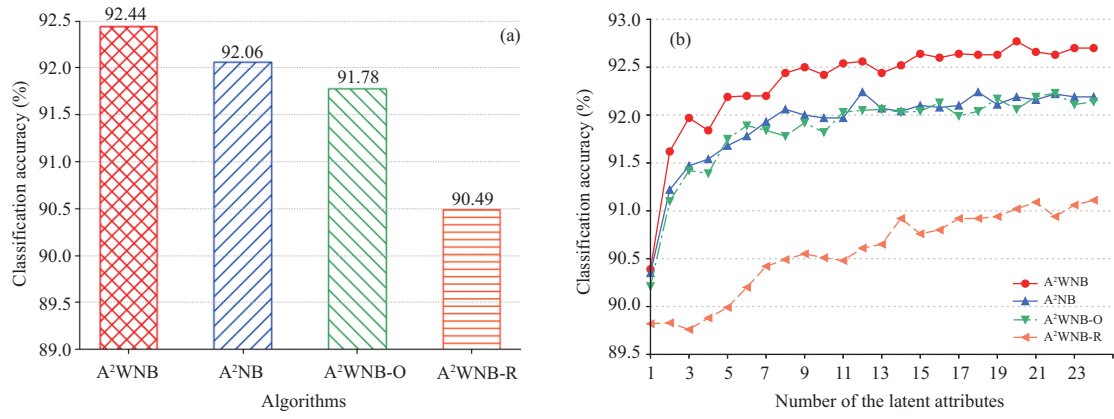 (a)
Classification accuracy (%)
92.5
92.0
91.5
91.0
90.5
90.0
89.5
89.0
92.44
92.06
91.78
90.49
A²WNB A²NB A²WNB-O A²WNB-R
Algorithms
(b)
Classification accuracy (%)
93.0
92.5
92.0
91.5
91.0
90.5
90.0
89.5
A²WNB
A²NB
A²WNB-O
A²WNB-R
1 3 5 7 9 11 13 15 17 19 21 23
Number of the latent attributes